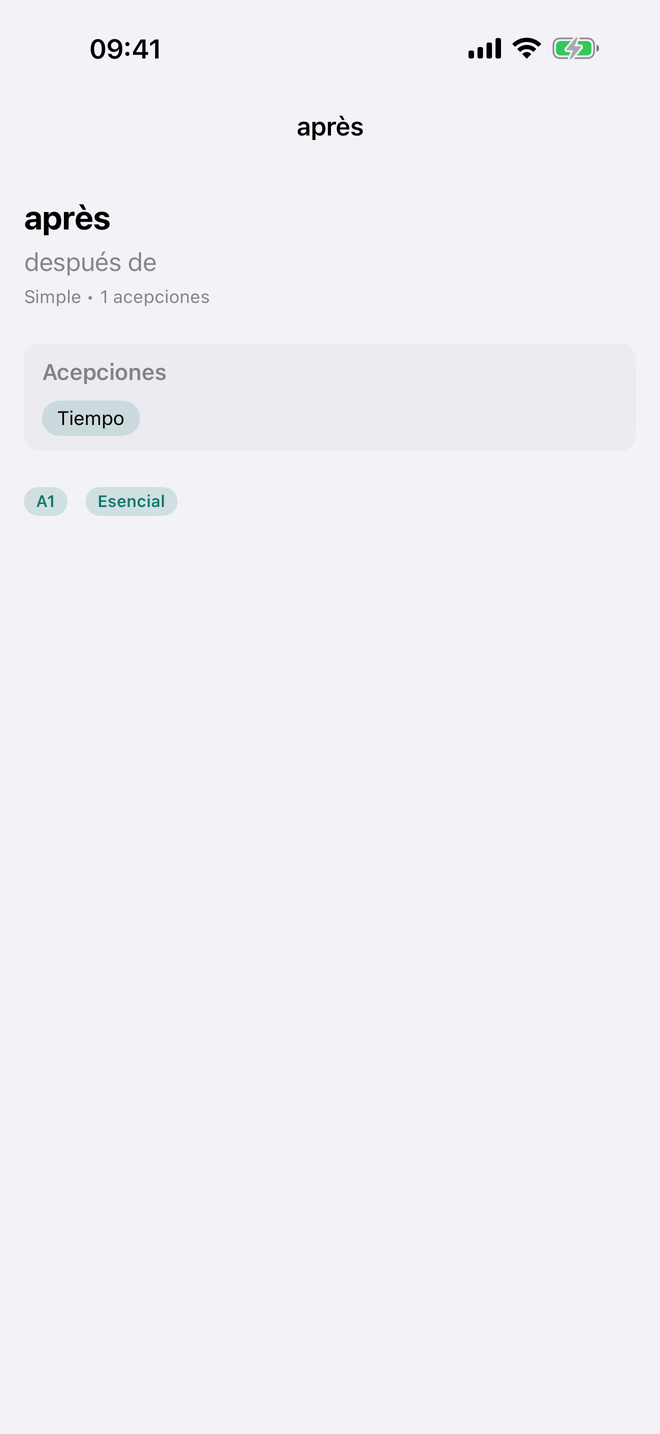 09:41
après
après
después de
Simple • 1 acepciones
Acepciones
Tiempo
A1 Esencial